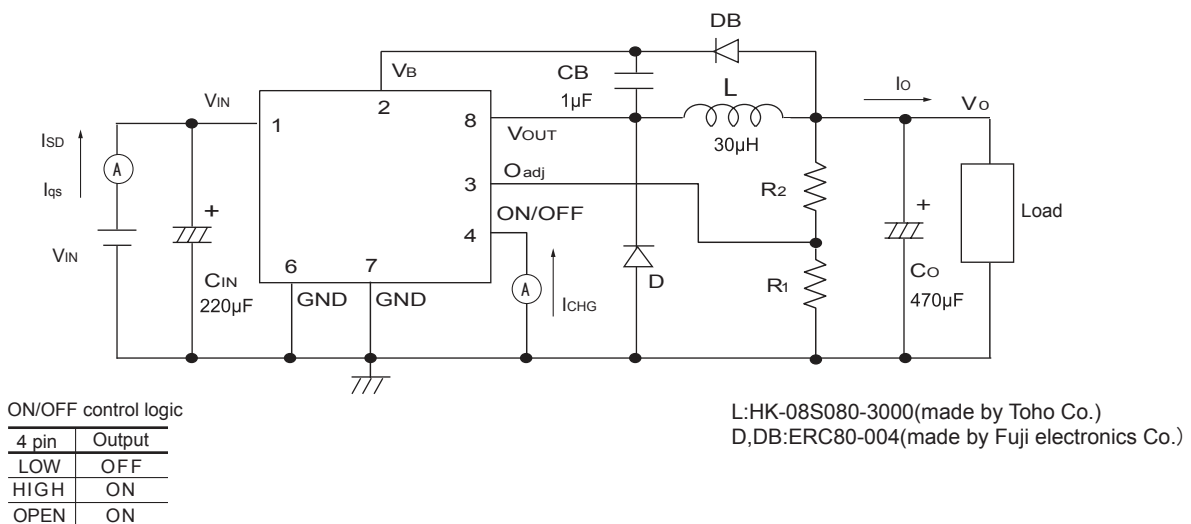 DB
VB
CB
1µF
L
30µH
IO
VO
VIN
1
2
8
VOUT
3
Oadj
ON/OFF
4
ISD
A
Iqs
VIN
+
CIN
220µF
6
7
GND
GND
A
ICHG
D
R2
R1
+
CO
470µF
Load
ON/OFF control logic
4 pin Output
LOW OFF
HIGH ON
OPEN ON
L:HK-08S080-3000(made by Toho Co.)
D,DB:ERC80-004(made by Fuji electronics Co.)